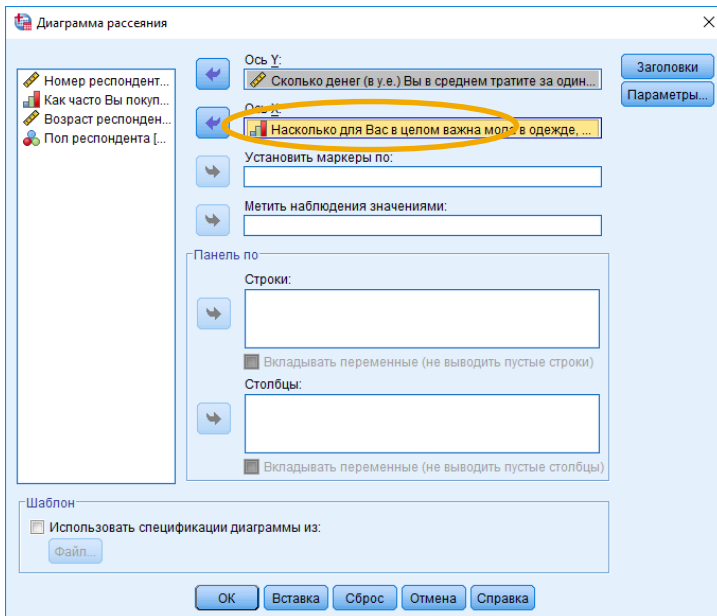 Диаграмма рассеяния
Номер респондент...
Как часто Вы покуп...
Возраст респонден...
Пол респондента [...
Ось Y:
Сколько денег (в у.е.) Вы в среднем тратите за один...
Ось X:
Насколько для Вас в целом важна мода в одежде, ...
Установить маркеры по:
Метить наблюдения значениями:
Панель по
Строки:
Вкладывать переменные (не выводить пустые строки)
Столбцы:
Вкладывать переменные (не выводить пустые столбцы)
Заголовки
Параметры...
Шаблон
Использовать спецификации диаграммы из:
Файл...
ОК Вставка Сброс Отмена Справка